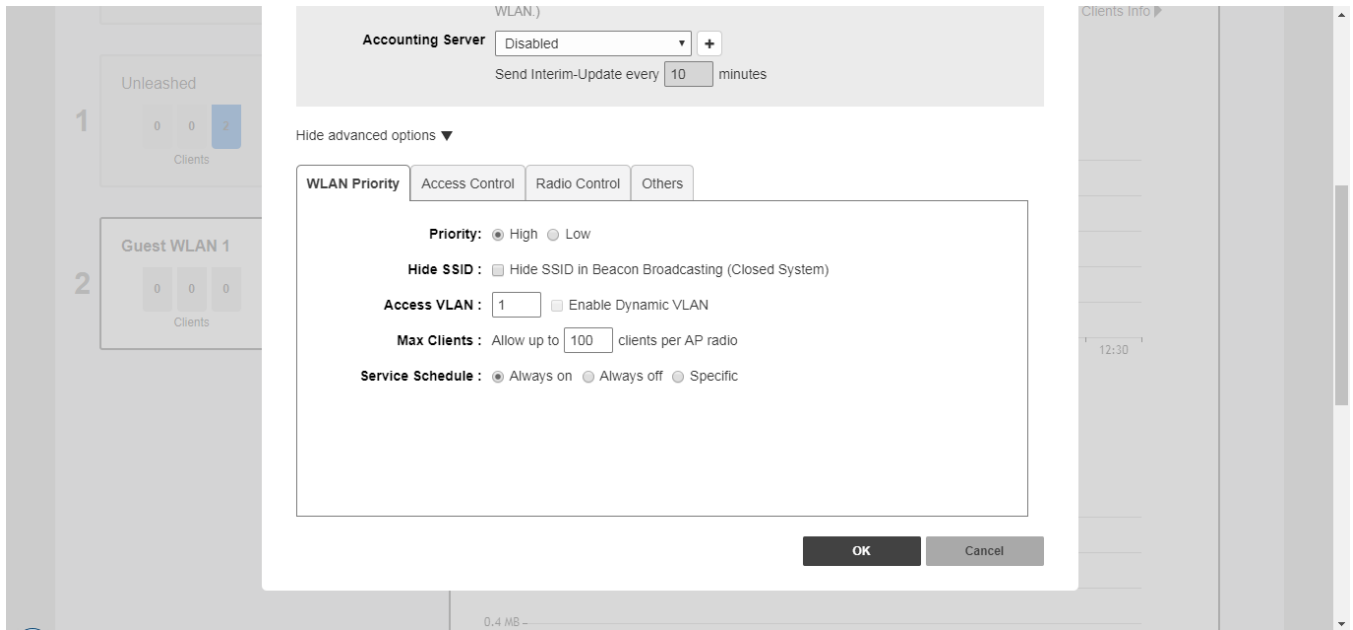 WLAN.)
Clients Info
Accounting Server Disabled +
Send Interim-Update every 10 minutes
Unleashed
1
0 0 2
Clients
Hide advanced options ▼
WLAN Priority Access Control Radio Control Others
Priority: High Low
Guest WLAN 1
Hide SSID : Hide SSID in Beacon Broadcasting (Closed System)
2
0 0 0
Access VLAN : 1 Enable Dynamic VLAN
Clients
Max Clients : Allow up to 100 clients per AP radio
12:30
Service Schedule : Always on Always off Specific
OK Cancel
0.4 MB